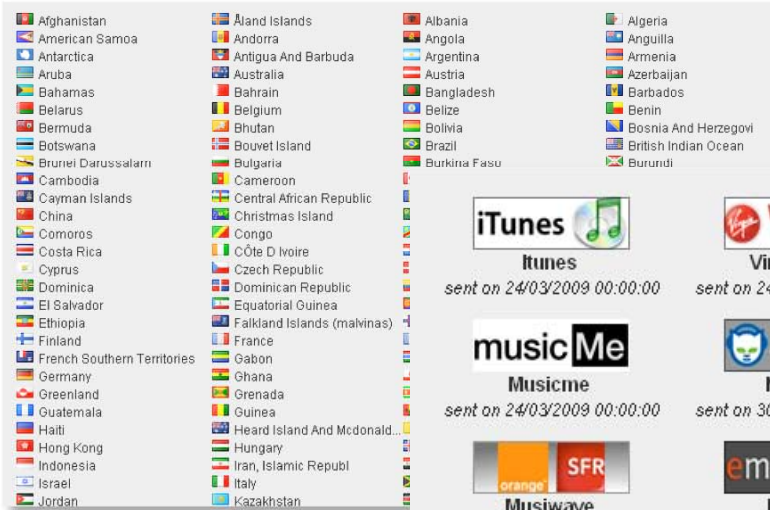 Afghanistan
Åland Islands
Albania
Algeria
American Samoa
Andorra
Angola
Anguilla
Antarctica
Antigua And Barbuda
Argentina
Armenia
Aruba
Australia
Austria
Azerbaijan
Bahamas
Bahrain
Bangladesh
Barbados
Belarus
Belgium
Belize
Benin
Bermuda
Bhutan
Bolivia
Bosnia And Herzegovi
Botswana
Bouvet Island
Brazil
British Indian Ocean
Brunei Darussalam
Bulgaria
Burkina Faso
Burundi
Cambodia
Cameroon
Cayman Islands
Central African Republic
China
Christmas Island
Comoros
Congo
Costa Rica
CÔte D Ivoire
Cyprus
Czech Republic
Dominica
Dominican Republic
El Salvador
Equatorial Guinea
Ethiopia
Falkland Islands (malvinas)
Finland
France
French Southern Territories
Gabon
Germany
Ghana
Greenland
Grenada
Guatemala
Guinea
Haiti
Heard Island And Mcdonald...
Hong Kong
Hungary
Indonesia
Iran, Islamic Republ
Israel
Italy
Jordan
Kazakhstan
iTunes
Itunes
sent on 24/03/2009 00:00:00
sent on
music Me
Musicme
sent on 24/03/2009 00:00:00
sent on
orange
SFR
Musiwave